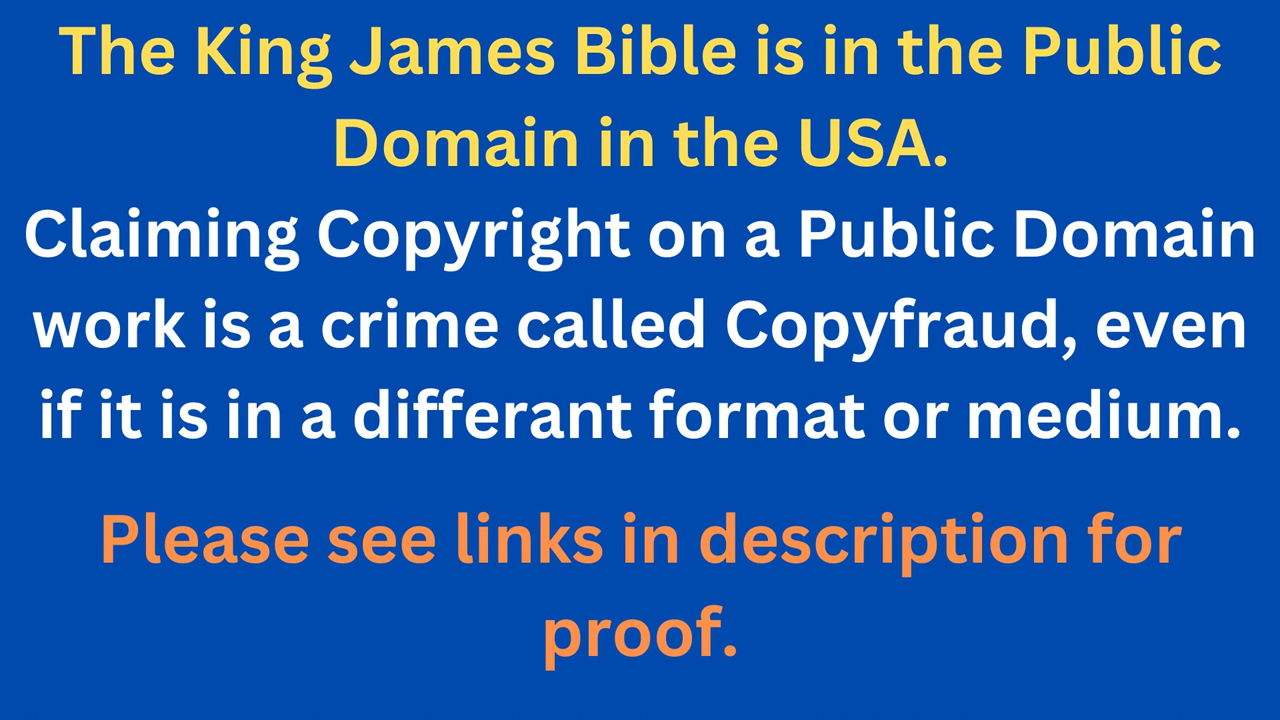 The King James Bible is in the Public
Domain in the USA.
Claiming Copyright on a Public Domain
work is a crime called Copyfraud, even
if it is in a differant format or medium.
Please see links in description for
proof.